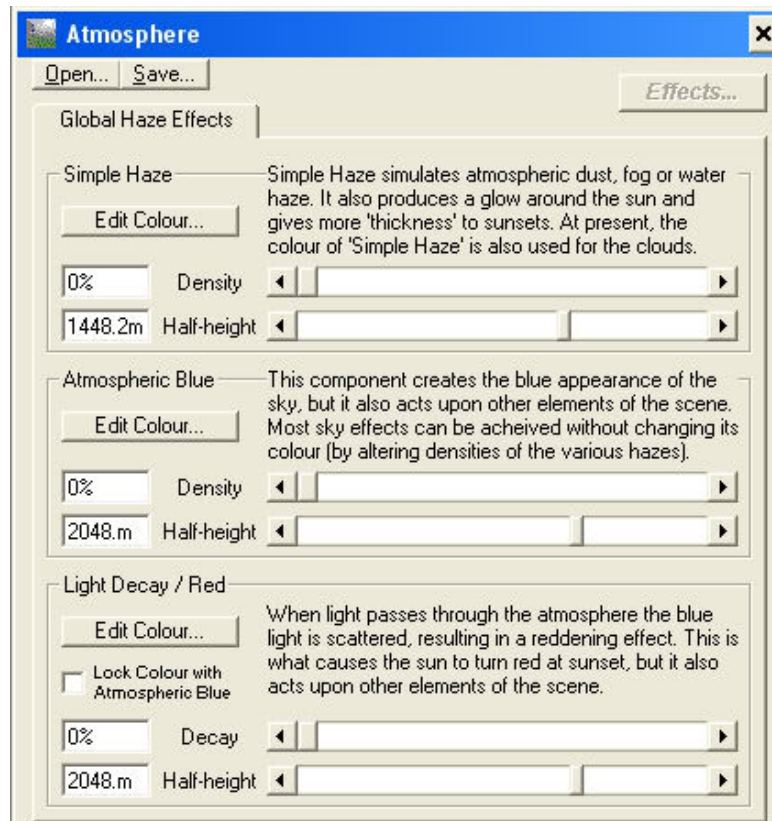 Atmosphere
Open... Save...
Effects...
Global Haze Effects
Simple Haze
Simple Haze simulates atmospheric dust, fog or water
haze. It also produces a glow around the sun and
gives more 'thickness' to sunsets. At present, the
colour of 'Simple Haze' is also used for the clouds.
Edit Colour...
0% Density
1448.2m Half-height
Atmospheric Blue
This component creates the blue appearance of the
sky, but it also acts upon other elements of the scene.
Most sky effects can be acheived without changing its
colour (by altering densities of the various hazes).
Edit Colour...
0% Density
2048.m Half-height
Light Decay / Red
When light passes through the atmosphere the blue
light is scattered, resulting in a reddening effect. This is
what causes the sun to turn red at sunset, but it also
acts upon other elements of the scene.
Edit Colour...
Lock Colour with
Atmospheric Blue
0% Decay
2048.m Half-height